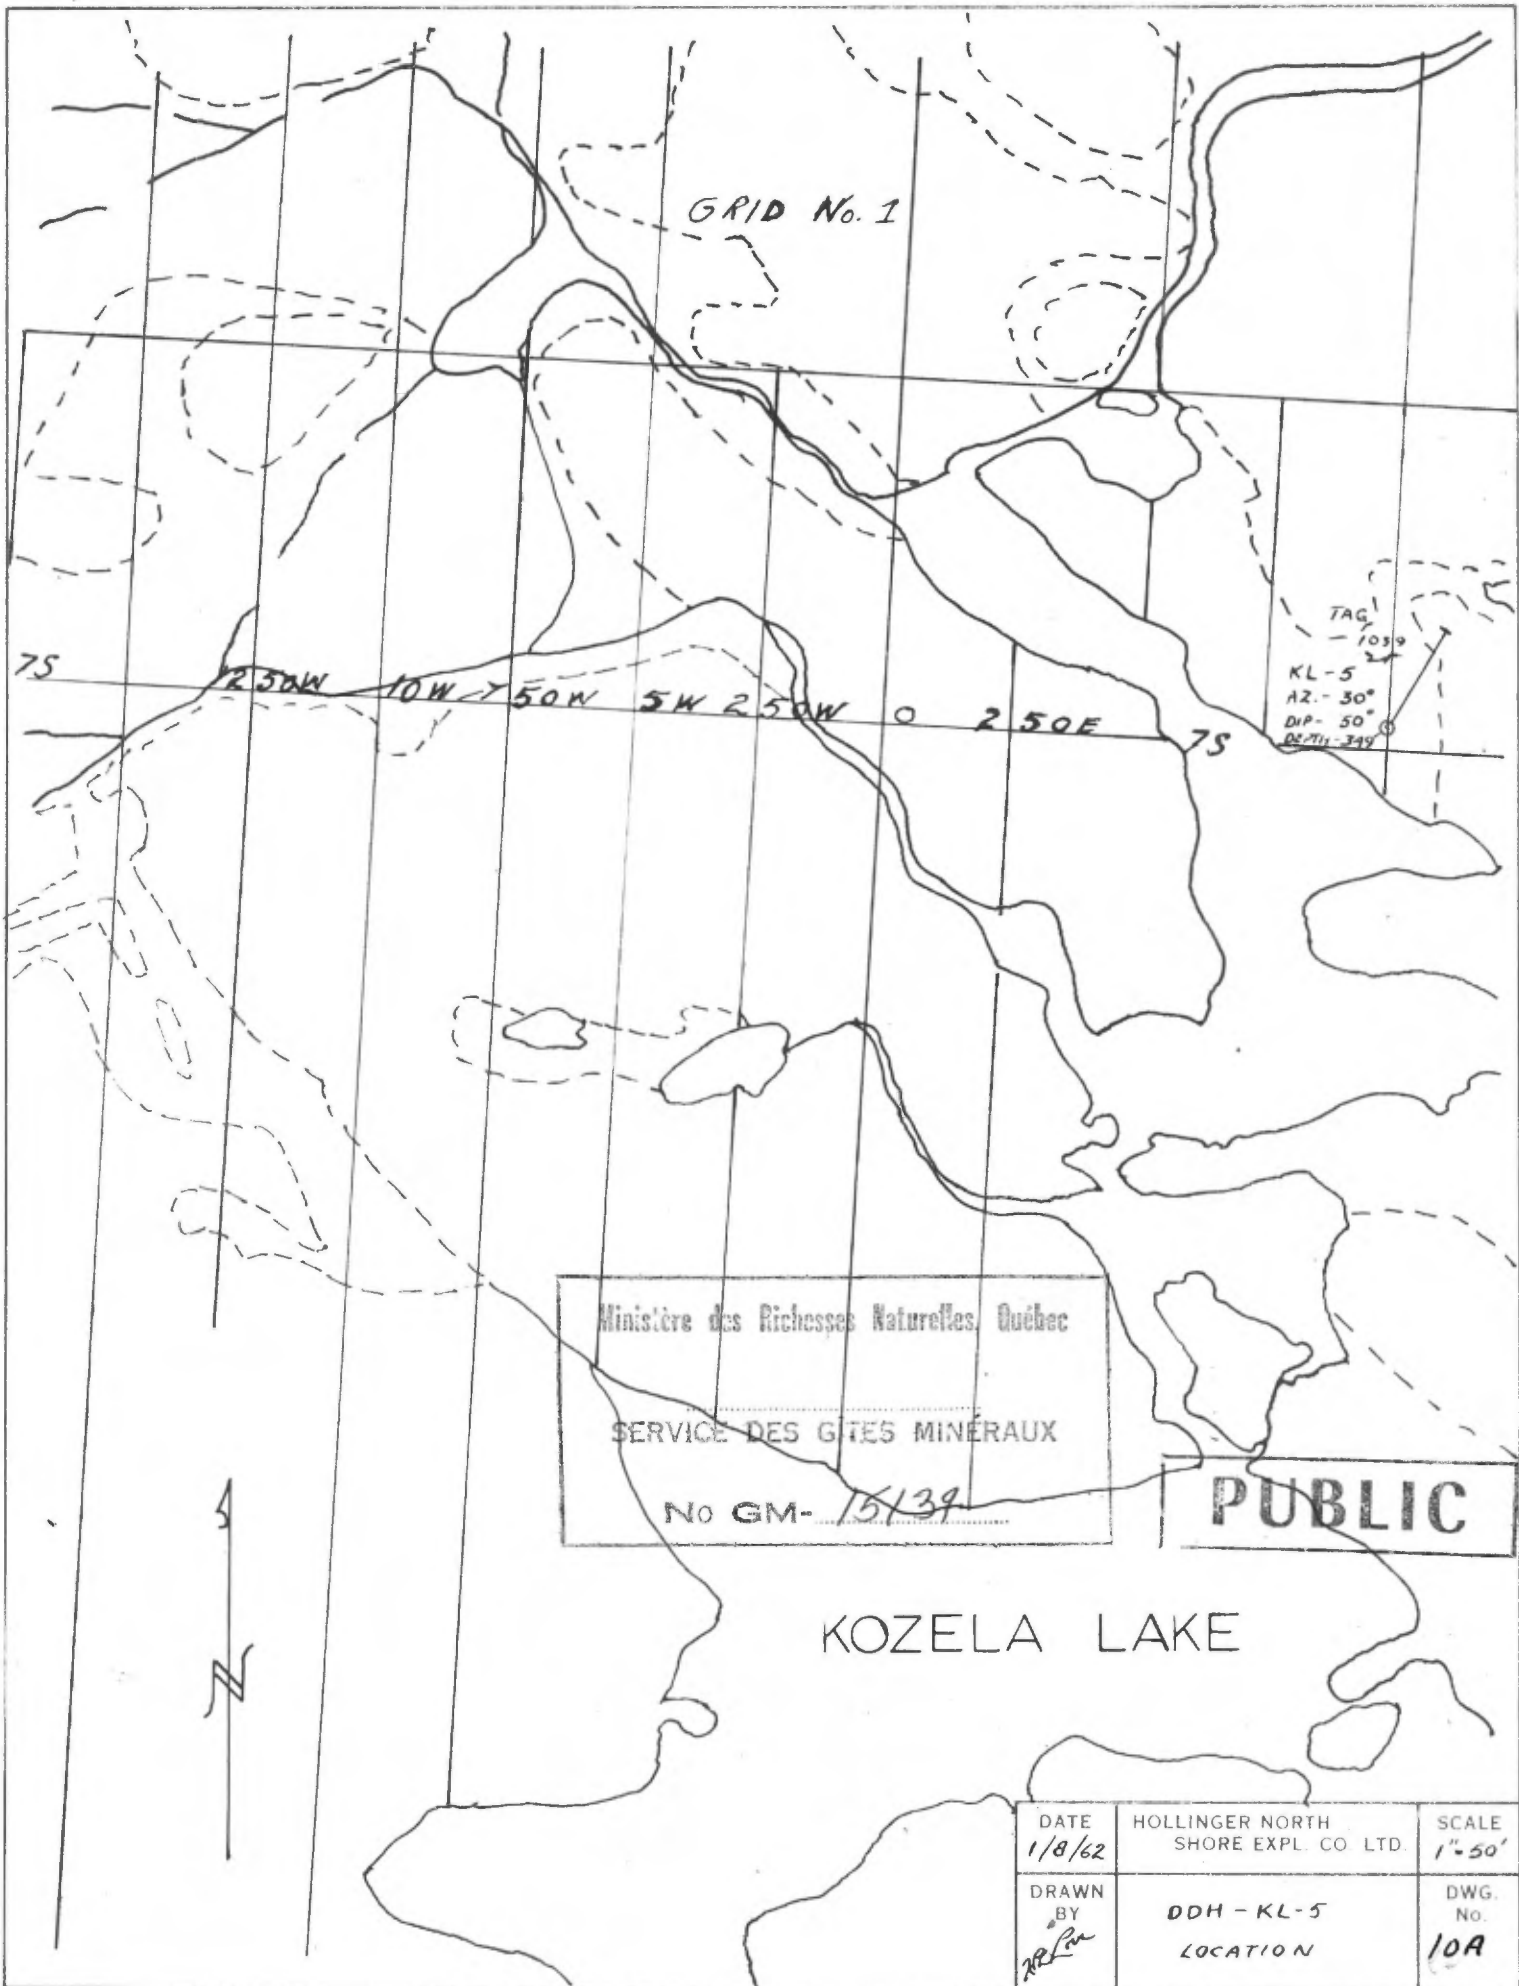 GRID No. 1
TAG
1039
KL-5
AZ.- 30°
DIP- 50°
DEPTH-349
7S
12 50W 10W 7 50W 5W 2 50W 0 2 50E 7S
Ministère des Richesses Naturelles, Québec
SERVICE DES GÎTES MINÉRAUX
No GM- 15139
PUBLIC
N
KOZELA LAKE
DATE
1/8/62
HOLLINGER NORTH
SHORE EXPL. CO LTD.
SCALE
1"-50'
DRAWN
BY
DDH-KL-5
LOCATION
DWG.
No.
10A